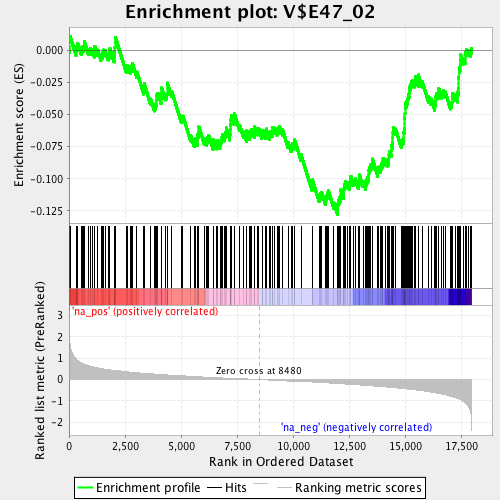 Enrichment plot: V$E47_02
Enrichment score (ES)
0.000
-0.025
-0.050
-0.075
-0.100
-0.125
'na_pos' (positively correlated)
Ranked list metric (PreRanked)
3
2
1
0
-1
-2
Zero cross at 8480
'na_neg' (negatively correlated)
0
2,500
5,000
7,500
10,000
12,500
15,000
17,500
Rank in Ordered Dataset
Enrichment profile
Hits
Ranking metric scores